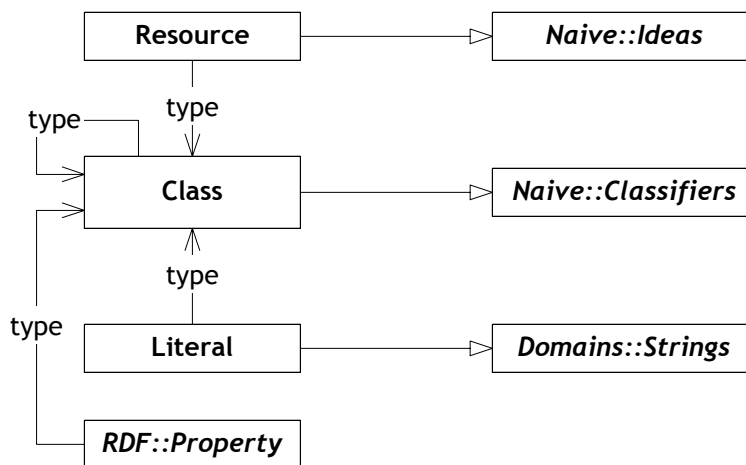 Resource
Naive::Ideas
type
type
Class
Naive::Classifiers
type
type
Literal
Domains::Strings
RDF::Property